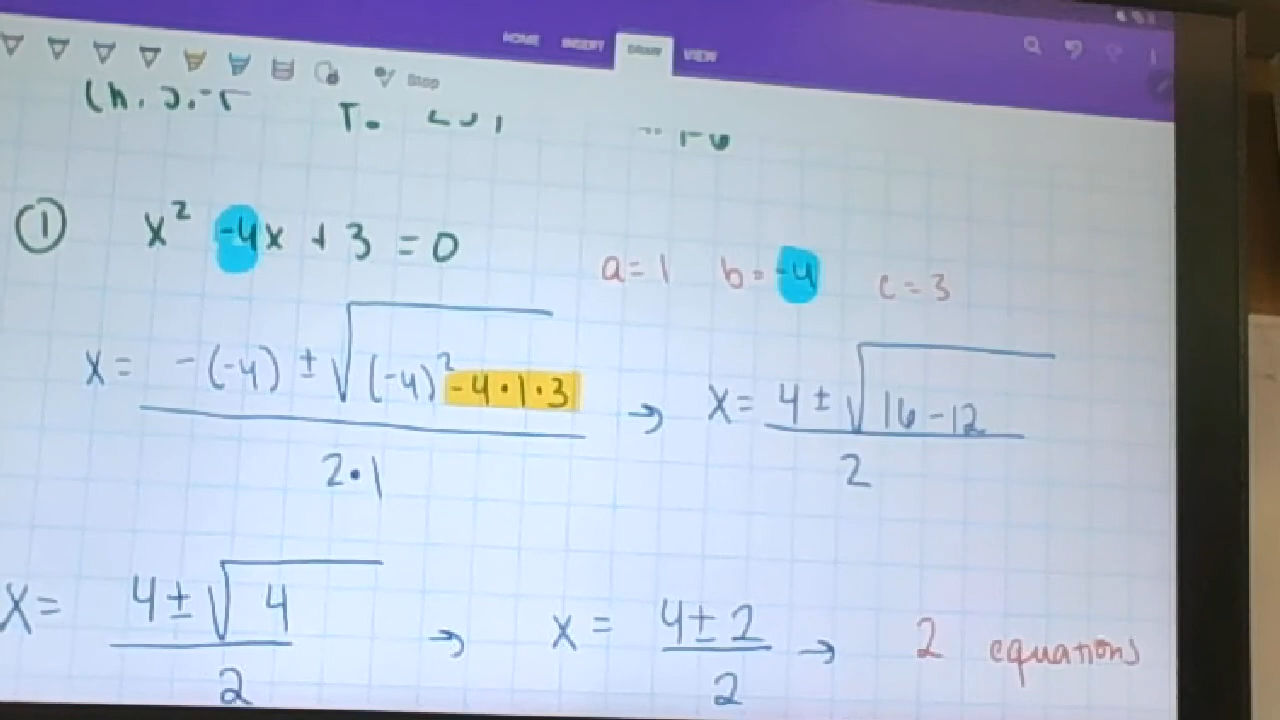 HOME INSERT DRAW VIEW
Stop
① x² -4x + 3 = 0
a = 1 b = -4 c = 3
x = -(-4) ± √(-4)² - 4 · 1 · 3
2 · 1
→ x = 4 ± √16 - 12
2
x = 4 ± √4
2
→ x = 4 ± 2
2
→ 2 equations